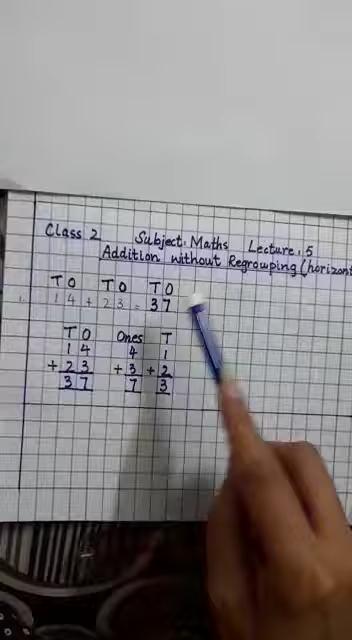 Class 2 Subject: Maths Lecture: 5
Addition without Regrouping (horizont
T O T O T O
1 4 + 2 3 = 3 7
T O Ones T
1 4 4 1
+ 2 3 + 3 + 2
3 7 7 3